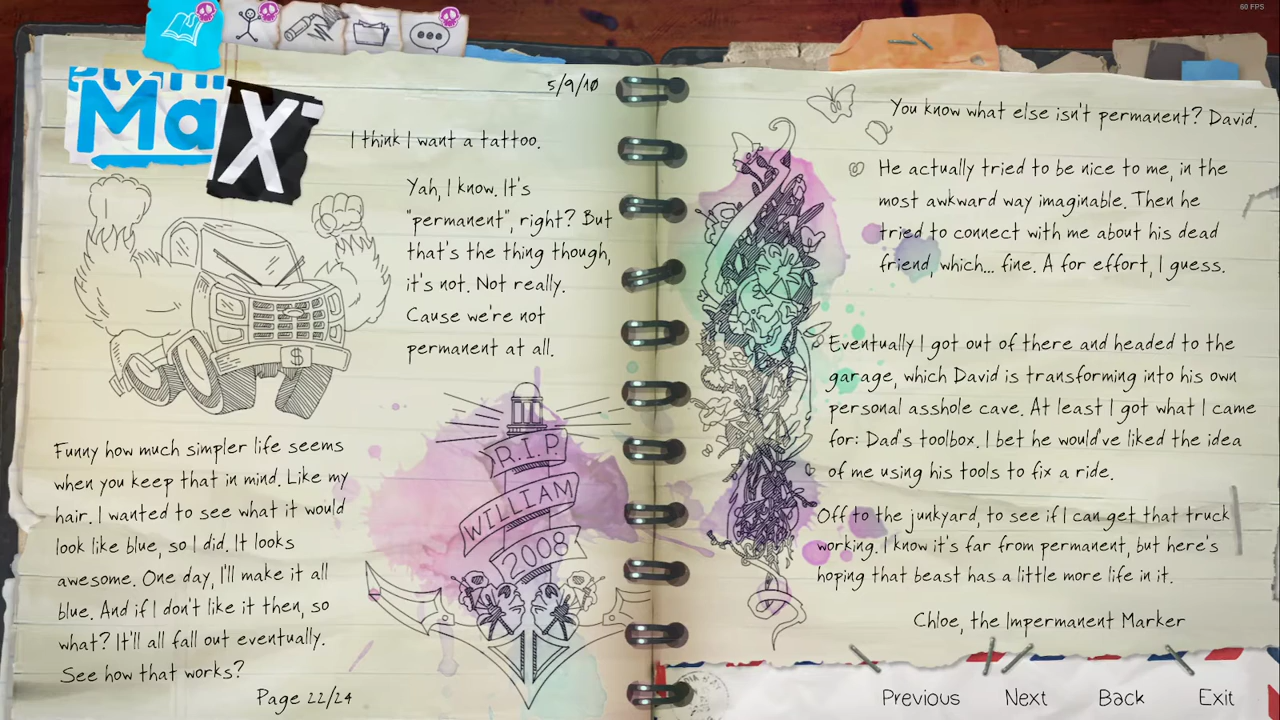 60 FPS
MaX
5/9/10
I think I want a tattoo.
Yah, I know. It's
"permanent", right? But
that's the thing though,
it's not. Not really.
Cause we're not
permanent at all.
Funny how much simpler life seems
when you keep that in mind. Like my
hair. I wanted to see what it would
look like blue, so I did. It looks
awesome. One day, I'll make it all
blue. And if I don't like it then, so
what? It'll all fall out eventually.
See how that works?
$
R.I.P.
WILLIAM
2008
Page 22/24
You know what else isn't permanent? David.
He actually tried to be nice to me, in the
most awkward way imaginable. Then he
tried to connect with me about his dead
friend, which... fine. A for effort, I guess.
Eventually I got out of there and headed to the
garage, which David is transforming into his own
personal asshole cave. At least I got what I came
for: Dad's toolbox. I bet he would've liked the idea
of me using his tools to fix a ride.
Off to the junkyard, to see if I can get that truck
working. I know it's far from permanent, but here's
hoping that beast has a little more life in it.
Chloe, the Impermanent Marker
Previous Next Back Exit